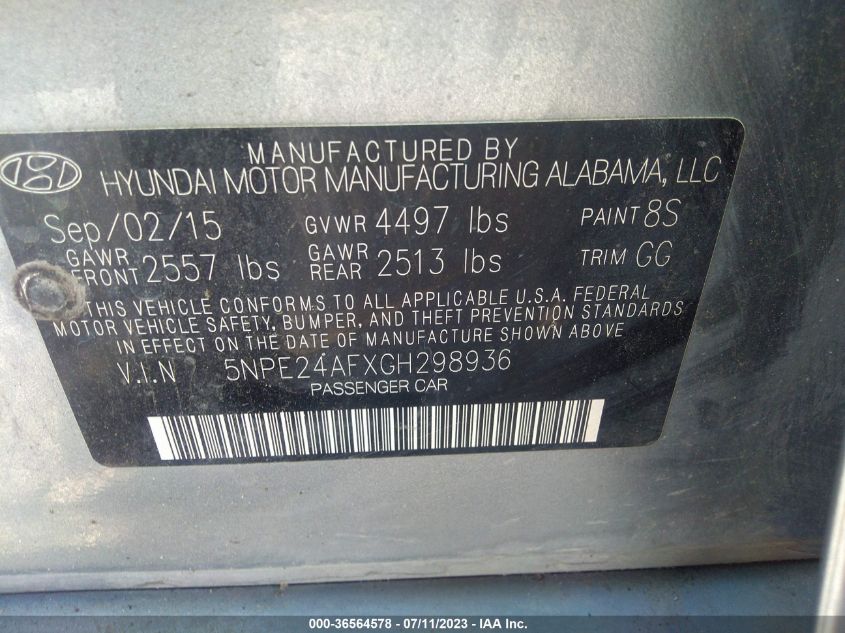 MANUFACTURED BY
HYUNDAI MOTOR MANUFACTURING ALABAMA, LLC
Sep/02/15 GVWR 4497 lbs PAINT 8S
GAWR FRONT 2557 lbs GAWR REAR 2513 lbs TRIM GG
THIS VEHICLE CONFORMS TO ALL APPLICABLE U.S.A. FEDERAL
MOTOR VEHICLE SAFETY, BUMPER, AND THEFT PREVENTION STANDARDS
IN EFFECT ON THE DATE OF MANUFACTURE SHOWN ABOVE
V.I.N 5NPE24AFXGH298936
PASSENGER CAR
000-36564578 - 07/11/2023 - IAA Inc.